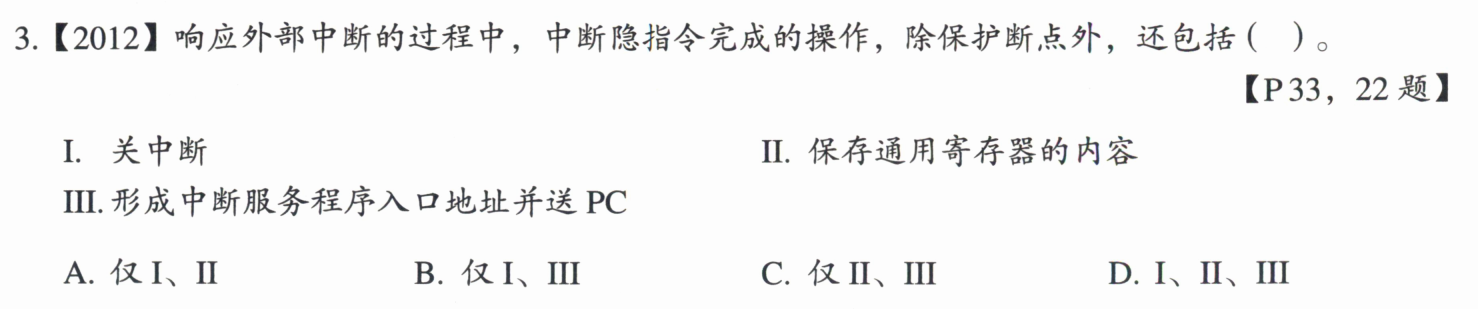 3.【2012】响应外部中断的过程中，中断隐指令完成的操作，除保护断点外，还包括（ ）。
【P33，22 题】
I. 关中断 II. 保存通用寄存器的内容
III. 形成中断服务程序入口地址并送 PC
A. 仅 I、II B. 仅 I、III C. 仅 II、III D. I、II、III